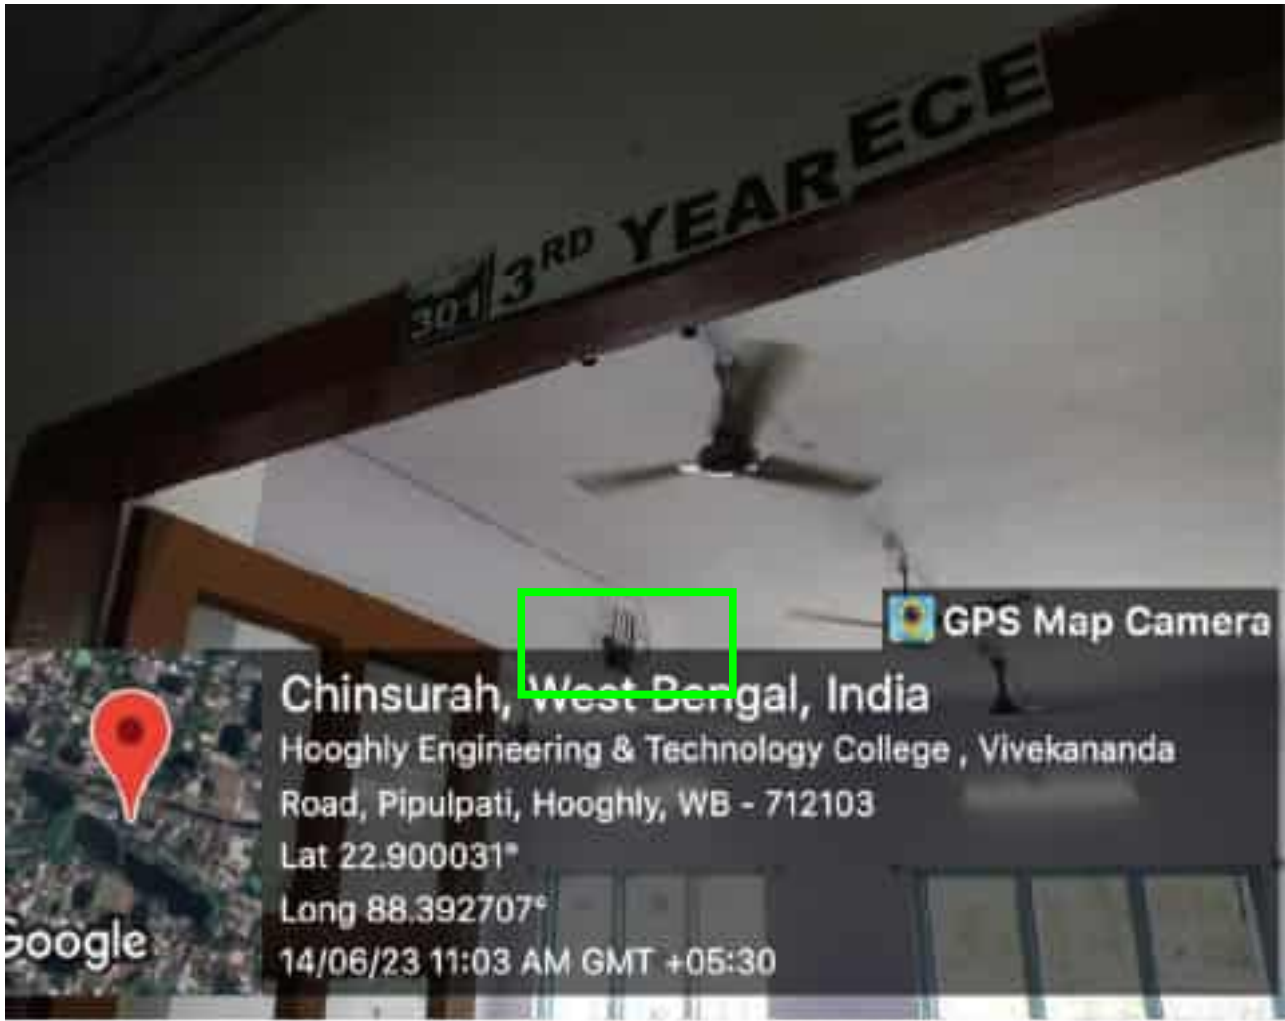 301 3RD YEAR ECE
GPS Map Camera
Chinsurah, West Bengal, India
Hooghly Engineering & Technology College , Vivekananda
Road, Pipulpati, Hooghly, WB - 712103
Lat 22.900031°
Long 88.392707°
14/06/23 11:03 AM GMT +05:30
Google